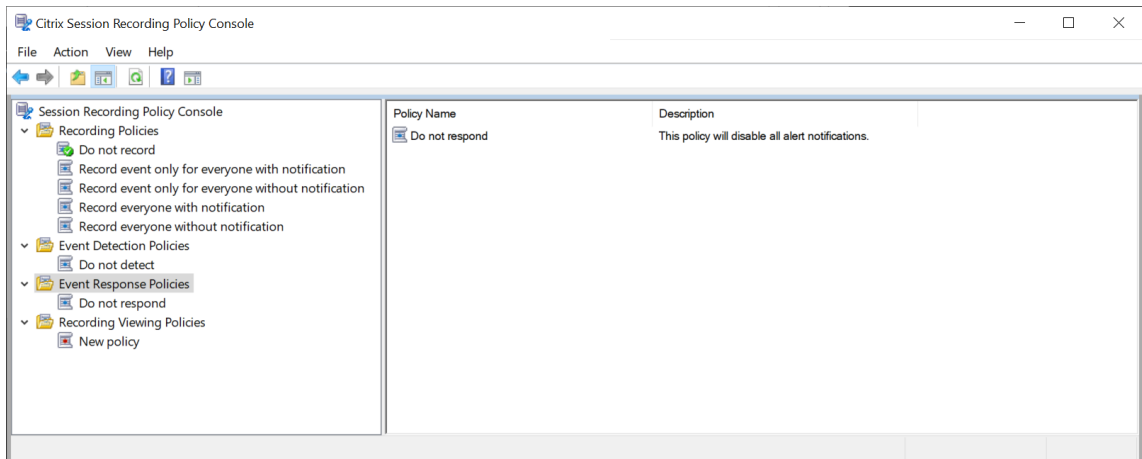 Citrix Session Recording Policy Console
File Action View Help
Session Recording Policy Console
Recording Policies
Do not record
Record event only for everyone with notification
Record event only for everyone without notification
Record everyone with notification
Record everyone without notification
Event Detection Policies
Do not detect
Event Response Policies
Do not respond
Recording Viewing Policies
New policy
Policy Name Description
Do not respond This policy will disable all alert notifications.